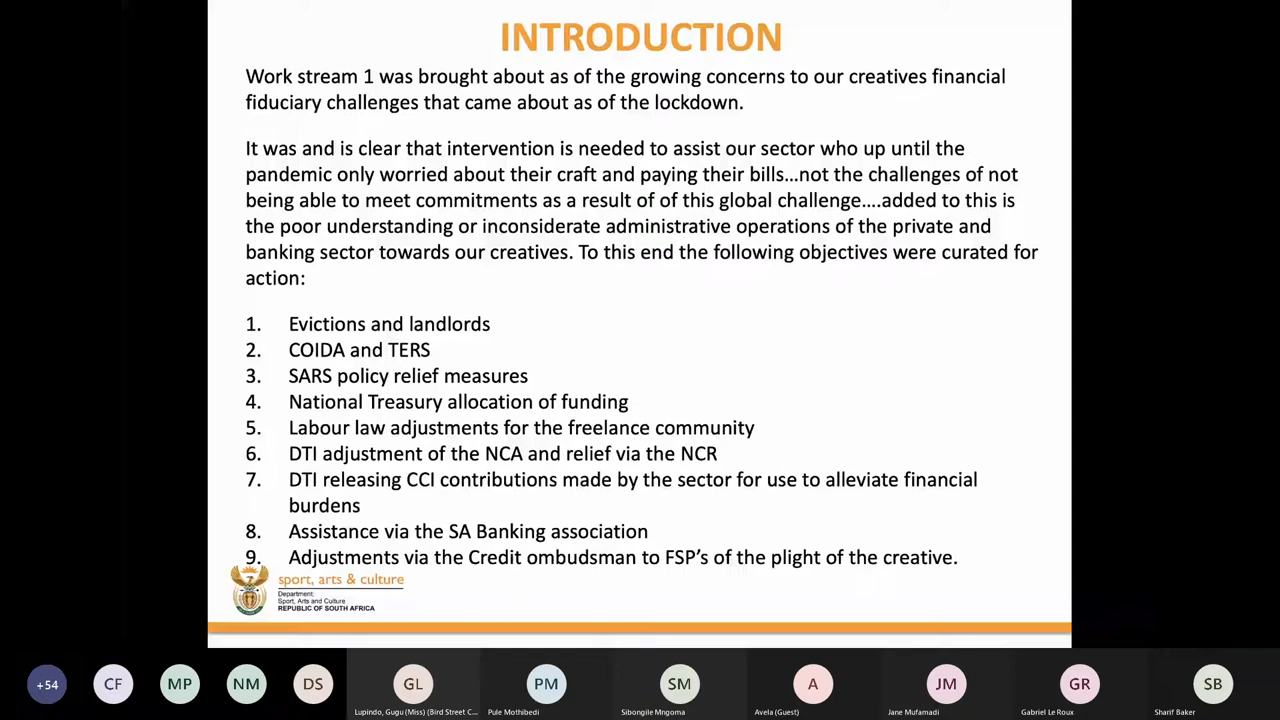 INTRODUCTION
Work stream 1 was brought about as of the growing concerns to our creatives financial
fiduciary challenges that came about as of the lockdown.
It was and is clear that intervention is needed to assist our sector who up until the
pandemic only worried about their craft and paying their bills...not the challenges of not
being able to meet commitments as a result of of this global challenge....added to this is
the poor understanding or inconsiderate administrative operations of the private and
banking sector towards our creatives. To this end the following objectives were curated for
action:
1. Evictions and landlords
2. COIDA and TERS
3. SARS policy relief measures
4. National Treasury allocation of funding
5. Labour law adjustments for the freelance community
6. DTI adjustment of the NCA and relief via the NCR
7. DTI releasing CCI contributions made by the sector for use to alleviate financial
burdens
8. Assistance via the SA Banking association
9. Adjustments via the Credit ombudsman to FSP's of the plight of the creative.
sport, arts & culture
Department:
Sport, Arts and Culture
REPUBLIC OF SOUTH AFRICA
+54 CF MP NM DS GL PM SM A JM GR SB
Lupindo, Gugu (Miss) (Bird Street C... Pule Mothibedi Sibongile Mngoma Avela (Guest) Jane Mufamadi Gabriel Le Roux Sharif Baker